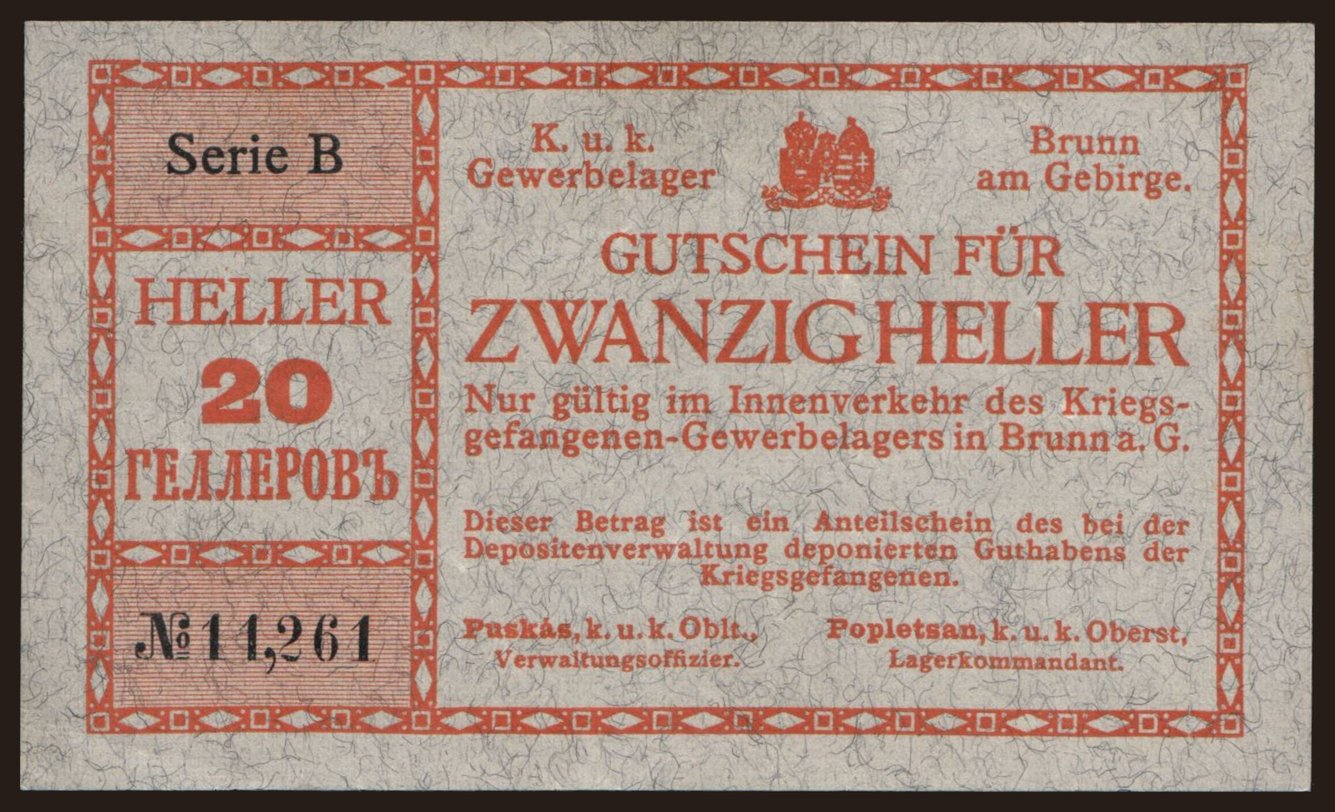 Serie B
HELLER
20
ГЕЛЛЕРОВЪ
№ 11,261
K. u. k.
Gewerbelager
Brunn
am Gebirge.
GUTSCHEIN FÜR
ZWANZIG HELLER
Nur gültig im Innenverkehr des Kriegs-
gefangenen-Gewerbelagers in Brunn a. G.
Dieser Betrag ist ein Anteilschein des bei der
Depositenverwaltung deponierten Guthabens der
Kriegsgefangenen.
Puskás, k. u. k. Oblt.,
Verwaltungsoffizier.
Popletsan, k. u. k. Oberst,
Lagerkommandant.